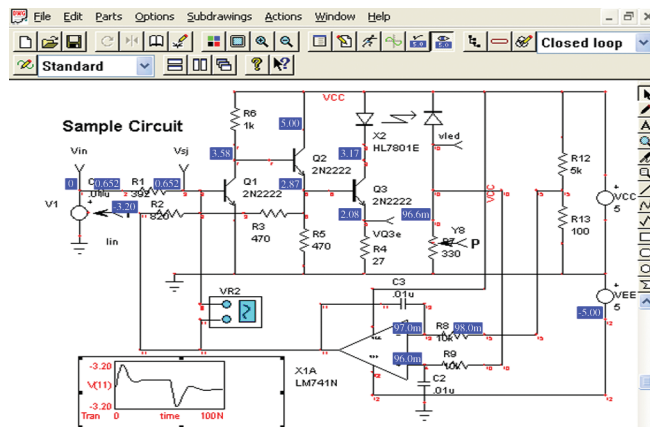 File Edit Parts Options Subdrawings Actions Window Help
Closed loop
Standard
Sample Circuit
VCC
R6
1k
5.00
X2
HL7801E
vled
Vin
Vsj
3.58
Q2
2N2222
3.17
R12
5k
0
0.652
R1
392
0.652
Q1
2N2222
2.87
Q3
2N2222
VCC
VCC
5
V1
.01u
-3.20
R2
820
2.08
96.6m
R13
100
Iin
R3
470
R5
470
VQ3e
R4
27
Y8
R7
330
P
VR2
C3
.01u
VEE
5
-5.00
97.0m
R8
10k
98.0m
96.0m
R9
10k
X1A
LM741N
C2
.01u
-3.20
V(11)
-3.20
Tran 0 time 100N